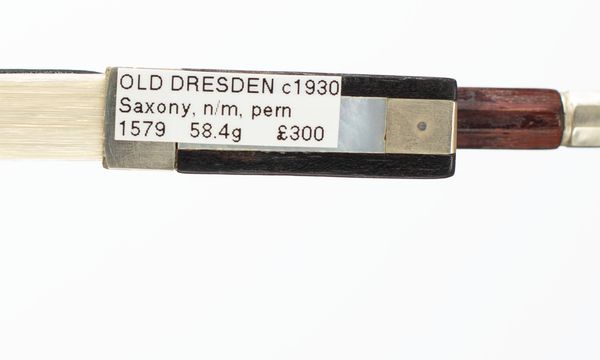 OLD DRESDEN c1930
Saxony, n/m, pern
1579 58.4g £300